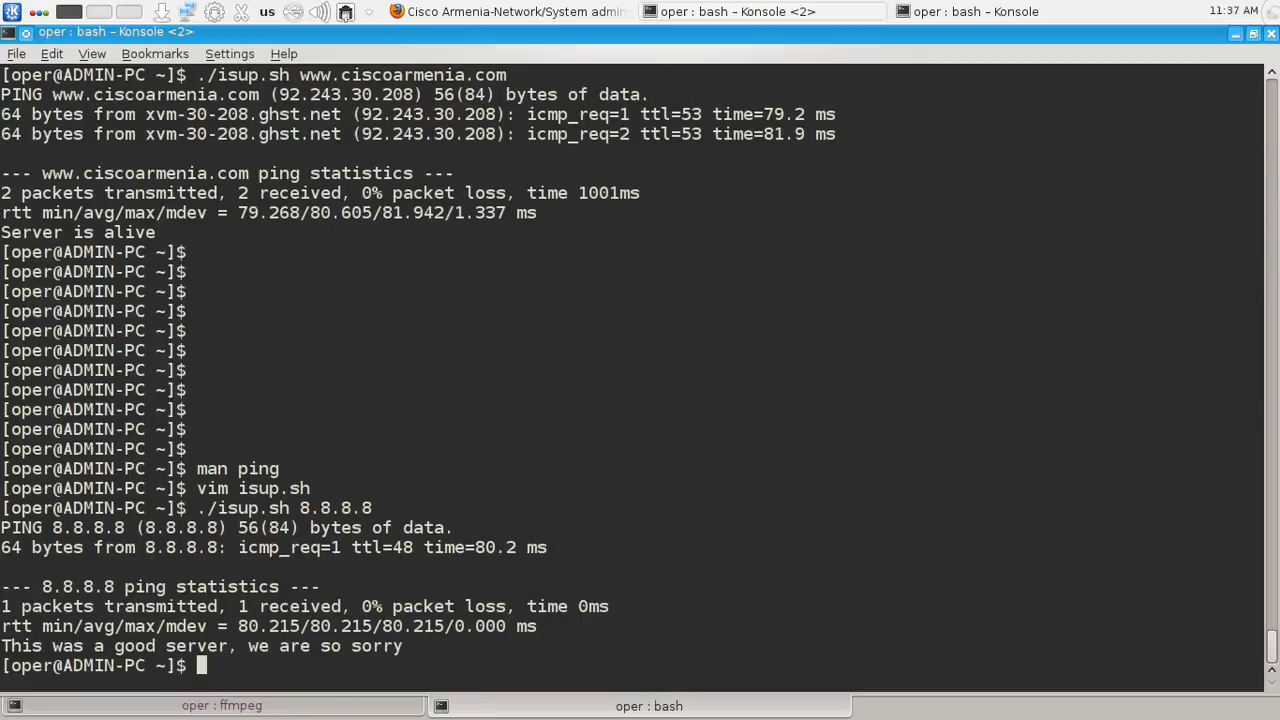 us
Cisco Armenia-Network/System admin
oper : bash – Konsole <2>
oper : bash – Konsole
11:37 AM
oper : bash – Konsole <2>
File Edit View Bookmarks Settings Help
[oper@ADMIN-PC ~]$ ./isup.sh www.ciscoarmenia.com
PING www.ciscoarmenia.com (92.243.30.208) 56(84) bytes of data.
64 bytes from xvm-30-208.ghst.net (92.243.30.208): icmp_req=1 ttl=53 time=79.2 ms
64 bytes from xvm-30-208.ghst.net (92.243.30.208): icmp_req=2 ttl=53 time=81.9 ms
--- www.ciscoarmenia.com ping statistics ---
2 packets transmitted, 2 received, 0% packet loss, time 1001ms
rtt min/avg/max/mdev = 79.268/80.605/81.942/1.337 ms
Server is alive
[oper@ADMIN-PC ~]$
[oper@ADMIN-PC ~]$
[oper@ADMIN-PC ~]$
[oper@ADMIN-PC ~]$
[oper@ADMIN-PC ~]$
[oper@ADMIN-PC ~]$
[oper@ADMIN-PC ~]$
[oper@ADMIN-PC ~]$
[oper@ADMIN-PC ~]$
[oper@ADMIN-PC ~]$
[oper@ADMIN-PC ~]$
[oper@ADMIN-PC ~]$ man ping
[oper@ADMIN-PC ~]$ vim isup.sh
[oper@ADMIN-PC ~]$ ./isup.sh 8.8.8.8
PING 8.8.8.8 (8.8.8.8) 56(84) bytes of data.
64 bytes from 8.8.8.8: icmp_req=1 ttl=48 time=80.2 ms
--- 8.8.8.8 ping statistics ---
1 packets transmitted, 1 received, 0% packet loss, time 0ms
rtt min/avg/max/mdev = 80.215/80.215/80.215/0.000 ms
This was a good server, we are so sorry
[oper@ADMIN-PC ~]$
oper : ffmpeg
oper : bash